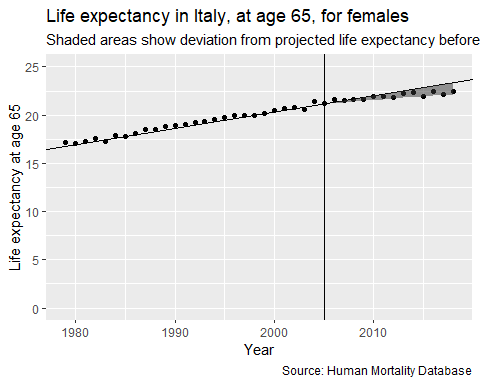 Life expectancy in Italy, at age 65, for females
Shaded areas show deviation from projected life expectancy before
25
20
15
10
5
0
Life expectancy at age 65
1980
1990
2000
2010
Year
Source: Human Mortality Database